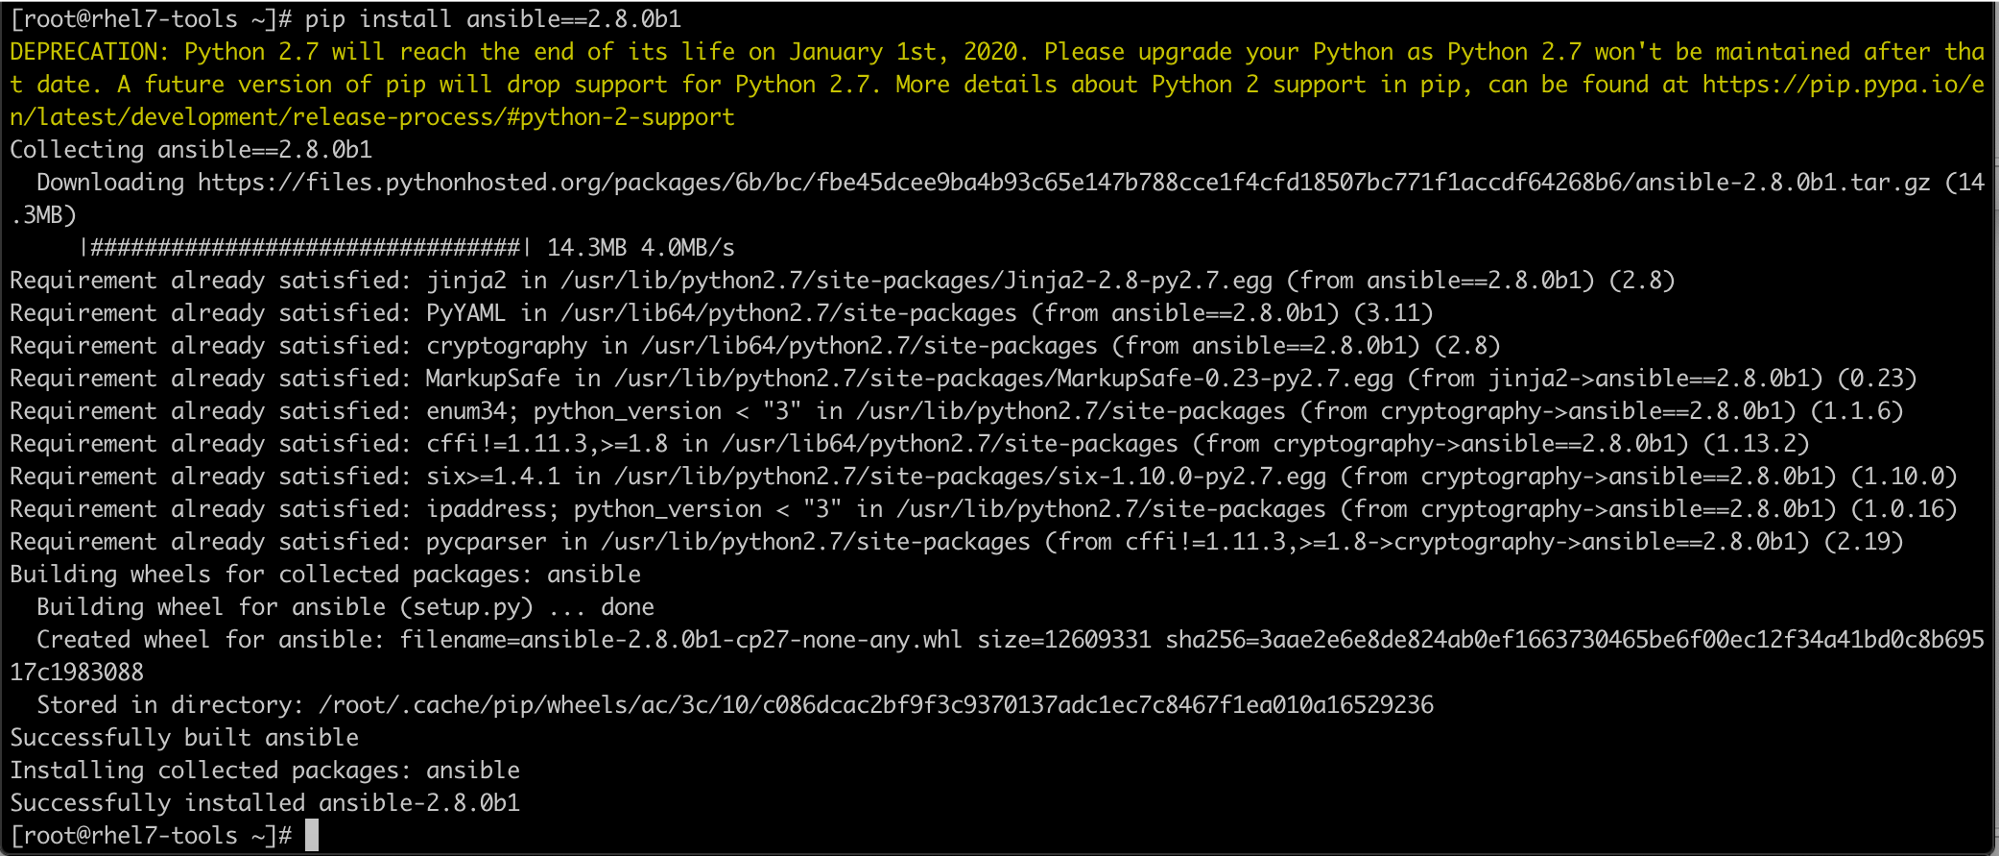 [root@rhel7-tools ~]# pip install ansible==2.8.0b1
DEPRECATION: Python 2.7 will reach the end of its life on January 1st, 2020. Please upgrade your Python as Python 2.7 won't be maintained after tha
t date. A future version of pip will drop support for Python 2.7. More details about Python 2 support in pip, can be found at https://pip.pypa.io/e
n/latest/development/release-process/#python-2-support
Collecting ansible==2.8.0b1
  Downloading https://files.pythonhosted.org/packages/6b/bc/fbe45dcee9ba4b93c65e147b788cce1f4cfd18507bc771f1accdf64268b6/ansible-2.8.0b1.tar.gz (14
.3MB)
     |################################| 14.3MB 4.0MB/s
Requirement already satisfied: jinja2 in /usr/lib/python2.7/site-packages/Jinja2-2.8-py2.7.egg (from ansible==2.8.0b1) (2.8)
Requirement already satisfied: PyYAML in /usr/lib64/python2.7/site-packages (from ansible==2.8.0b1) (3.11)
Requirement already satisfied: cryptography in /usr/lib64/python2.7/site-packages (from ansible==2.8.0b1) (2.8)
Requirement already satisfied: MarkupSafe in /usr/lib/python2.7/site-packages/MarkupSafe-0.23-py2.7.egg (from jinja2->ansible==2.8.0b1) (0.23)
Requirement already satisfied: enum34; python_version < "3" in /usr/lib/python2.7/site-packages (from cryptography->ansible==2.8.0b1) (1.1.6)
Requirement already satisfied: cffi!=1.11.3,>=1.8 in /usr/lib64/python2.7/site-packages (from cryptography->ansible==2.8.0b1) (1.13.2)
Requirement already satisfied: six>=1.4.1 in /usr/lib/python2.7/site-packages/six-1.10.0-py2.7.egg (from cryptography->ansible==2.8.0b1) (1.10.0)
Requirement already satisfied: ipaddress; python_version < "3" in /usr/lib/python2.7/site-packages (from cryptography->ansible==2.8.0b1) (1.0.16)
Requirement already satisfied: pycparser in /usr/lib/python2.7/site-packages (from cffi!=1.11.3,>=1.8->cryptography->ansible==2.8.0b1) (2.19)
Building wheels for collected packages: ansible
  Building wheel for ansible (setup.py) ... done
  Created wheel for ansible: filename=ansible-2.8.0b1-cp27-none-any.whl size=12609331 sha256=3aae2e6e8de824ab0ef1663730465be6f00ec12f34a41bd0c8b695
17c1983088
  Stored in directory: /root/.cache/pip/wheels/ac/3c/10/c086dcac2bf9f3c9370137adc1ec7c8467f1ea010a16529236
Successfully built ansible
Installing collected packages: ansible
Successfully installed ansible-2.8.0b1
[root@rhel7-tools ~]#